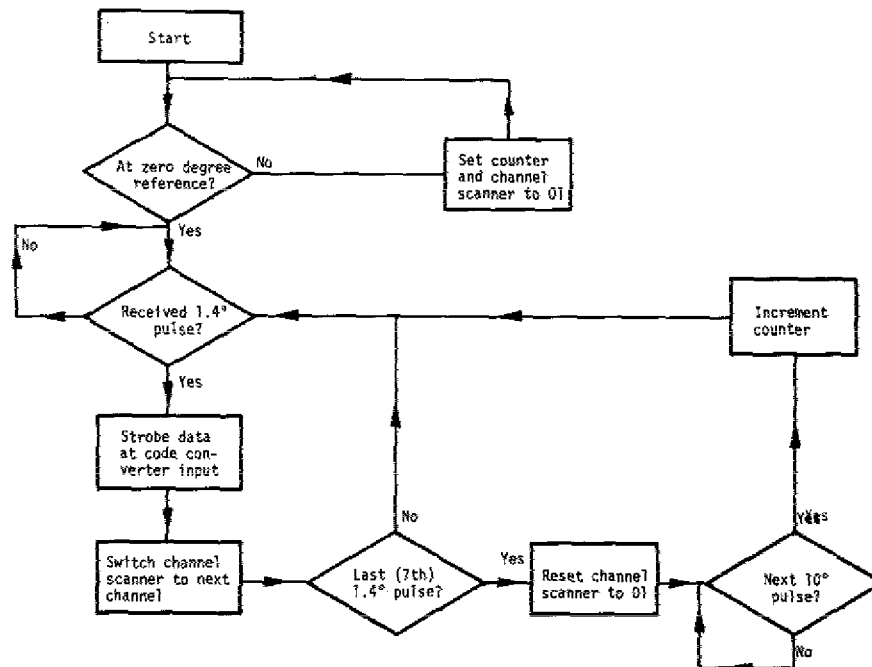 Start
At zero degree
reference?
No
Set counter
and channel
scanner to 01
Yes
No
Received 1.4°
pulse?
Increment
counter
Yes
Strobe data
at code con-
verter input
No
Yes
Switch channel
scanner to next
channel
Last (7th)
1.4° pulse?
Yes
Reset channel
scanner to 01
Next 10°
pulse?
No